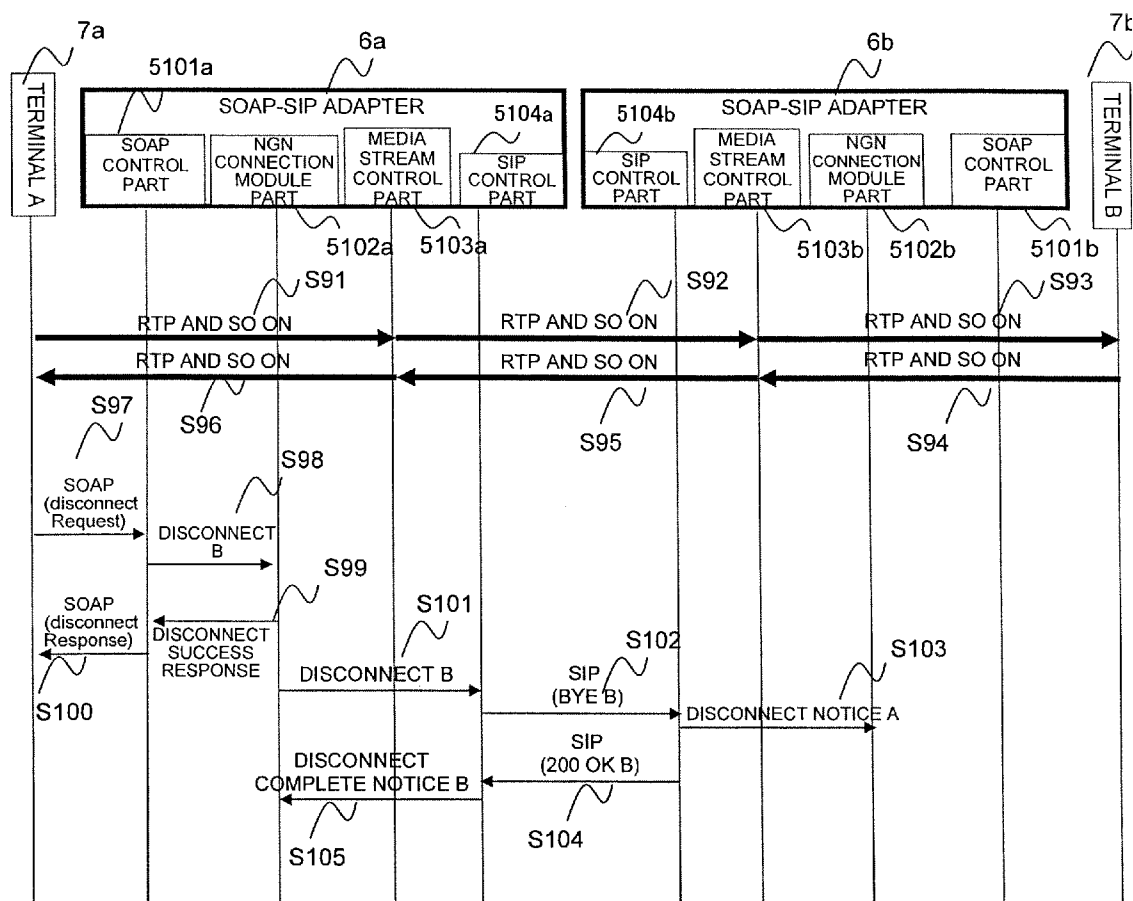 7a
6a
6b
7b
5101a
TERMINAL A
SOAP-SIP ADAPTER
5104a
5104b
SOAP-SIP ADAPTER
TERMINAL B
SOAP
CONTROL
PART
NGN
CONNECTION
MODULE
PART
MEDIA
STREAM
CONTROL
PART
SIP
CONTROL
PART
SIP
CONTROL
PART
MEDIA
STREAM
CONTROL
PART
NGN
CONNECTION
MODULE
PART
SOAP
CONTROL
PART
5102a
5103a
5103b
5102b
5101b
S91
S92
S93
RTP AND SO ON
RTP AND SO ON
RTP AND SO ON
RTP AND SO ON
RTP AND SO ON
RTP AND SO ON
S96
S95
S94
S97
SOAP
(disconnect
Request)
S98
DISCONNECT
B
S99
SOAP
(disconnect
Response)
DISCONNECT
SUCCESS
RESPONSE
S100
S101
DISCONNECT B
S102
SIP
(BYE B)
S103
DISCONNECT NOTICE A
SIP
(200 OK B)
S104
DISCONNECT
COMPLETE NOTICE B
S105